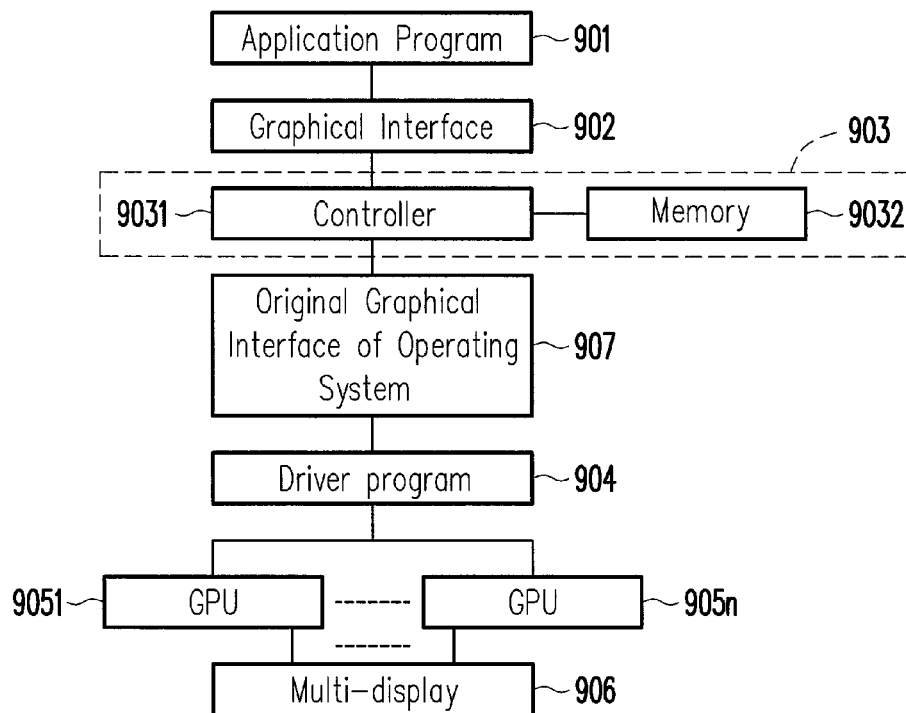 Application Program 901
Graphical Interface 902
903
9031 Controller Memory 9032
Original Graphical
Interface of Operating 907
System
Driver program 904
9051 GPU GPU 905n
Multi-display 906